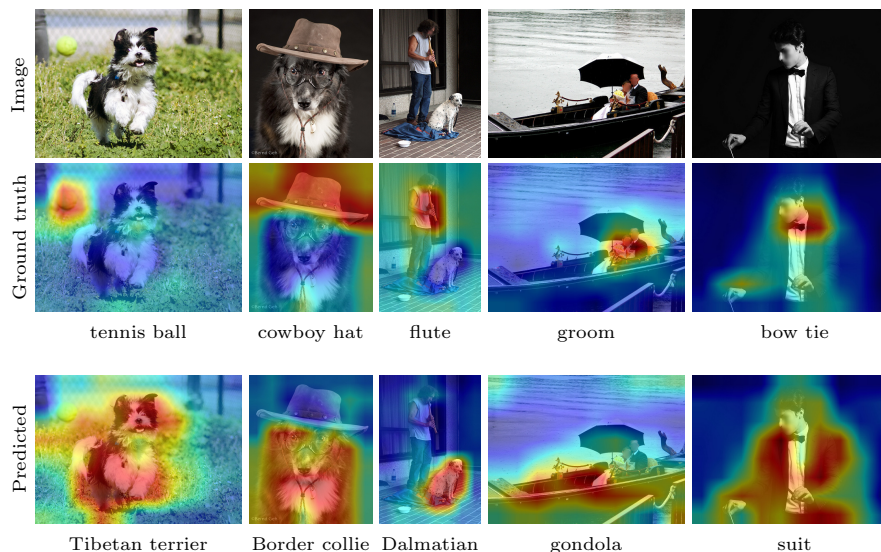 Image
Ground truth
tennis ball cowboy hat flute groom bow tie
Predicted
Tibetan terrier Border collie Dalmatian gondola suit